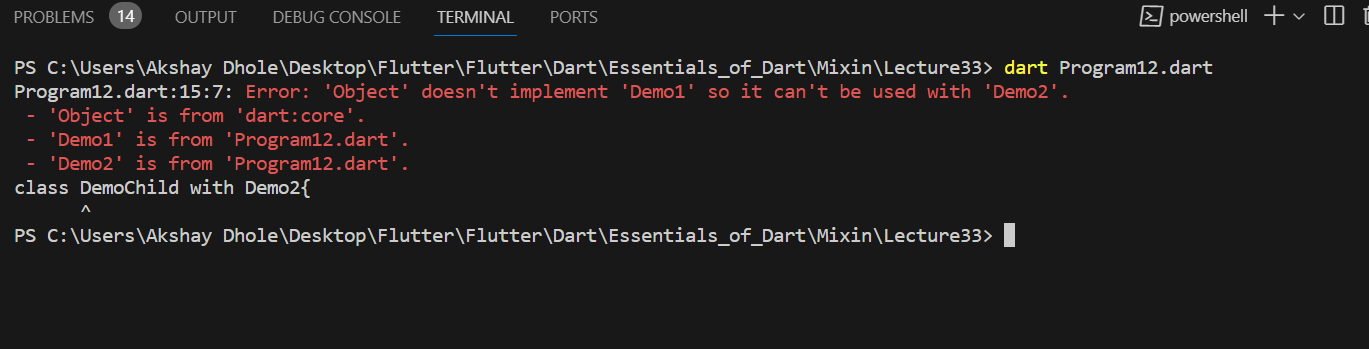 PROBLEMS 14 OUTPUT DEBUG CONSOLE TERMINAL PORTS powershell
PS C:\Users\Akshay Dhole\Desktop\Flutter\Flutter\Dart\Essentials_of_Dart\Mixin\Lecture33> dart Program12.dart
Program12.dart:15:7: Error: 'Object' doesn't implement 'Demo1' so it can't be used with 'Demo2'.
 - 'Object' is from 'dart:core'.
 - 'Demo1' is from 'Program12.dart'.
 - 'Demo2' is from 'Program12.dart'.
class DemoChild with Demo2{
      ^
PS C:\Users\Akshay Dhole\Desktop\Flutter\Flutter\Dart\Essentials_of_Dart\Mixin\Lecture33>